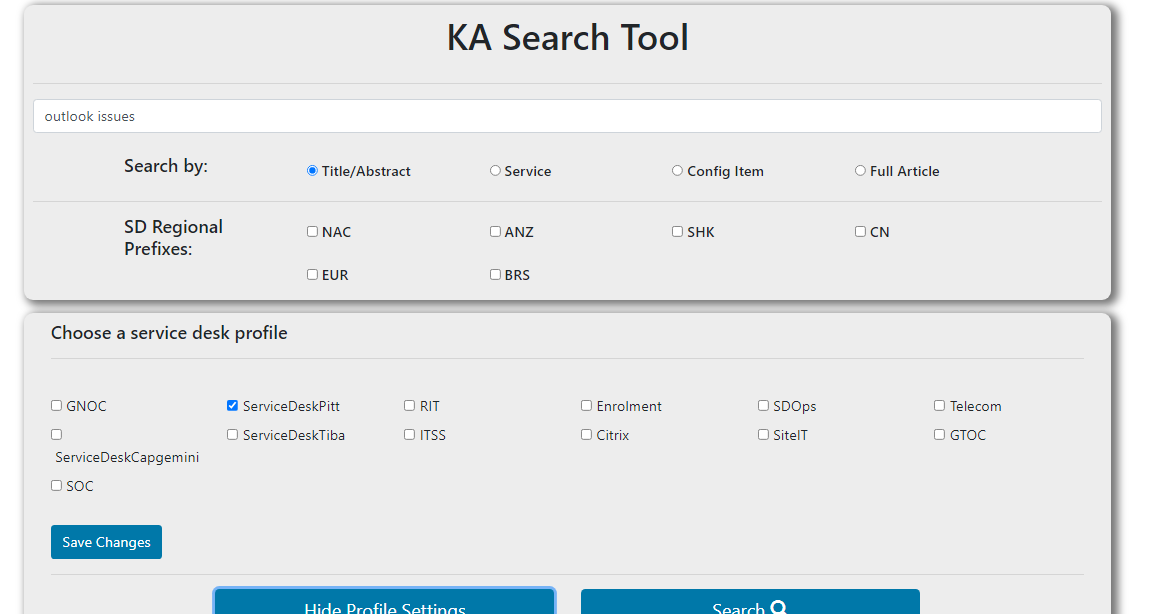 KA Search Tool
outlook issues
Search by:
Title/Abstract
Service
Config Item
Full Article
SD Regional
Prefixes:
NAC
ANZ
SHK
CN
EUR
BRS
Choose a service desk profile
GNOC
ServiceDeskPitt
RIT
Enrolment
SDOps
Telecom
ServiceDeskCapgemini
ServiceDeskTiba
ITSS
Citrix
SiteIT
GTOC
SOC
Save Changes
Hide Profile Settings
Search